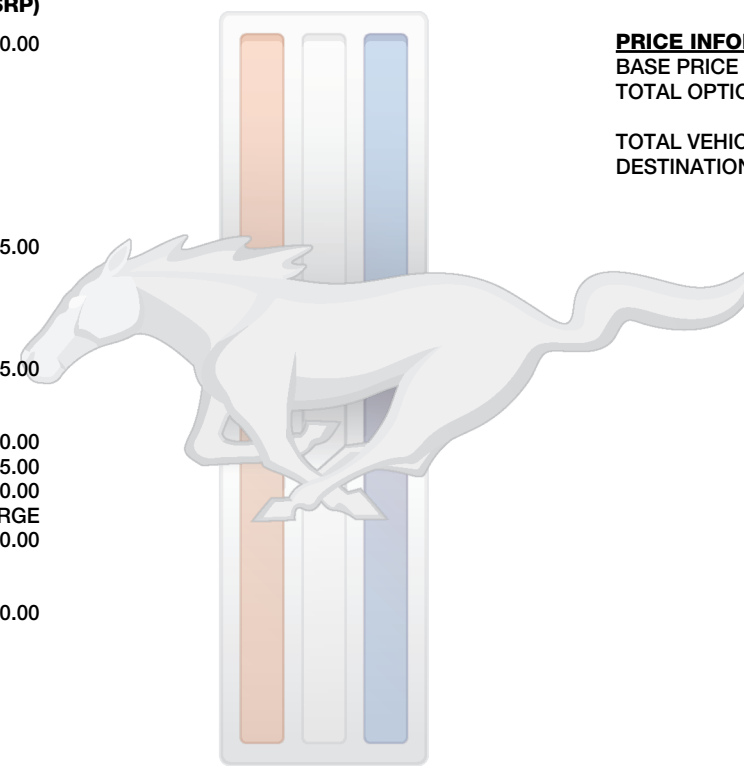 SRP)
0.00
5.00
5.00
0.00
5.00
0.00
RGE
0.00
0.00
PRICE INFO
BASE PRICE
TOTAL OPTIO
TOTAL VEHIC
DESTINATION